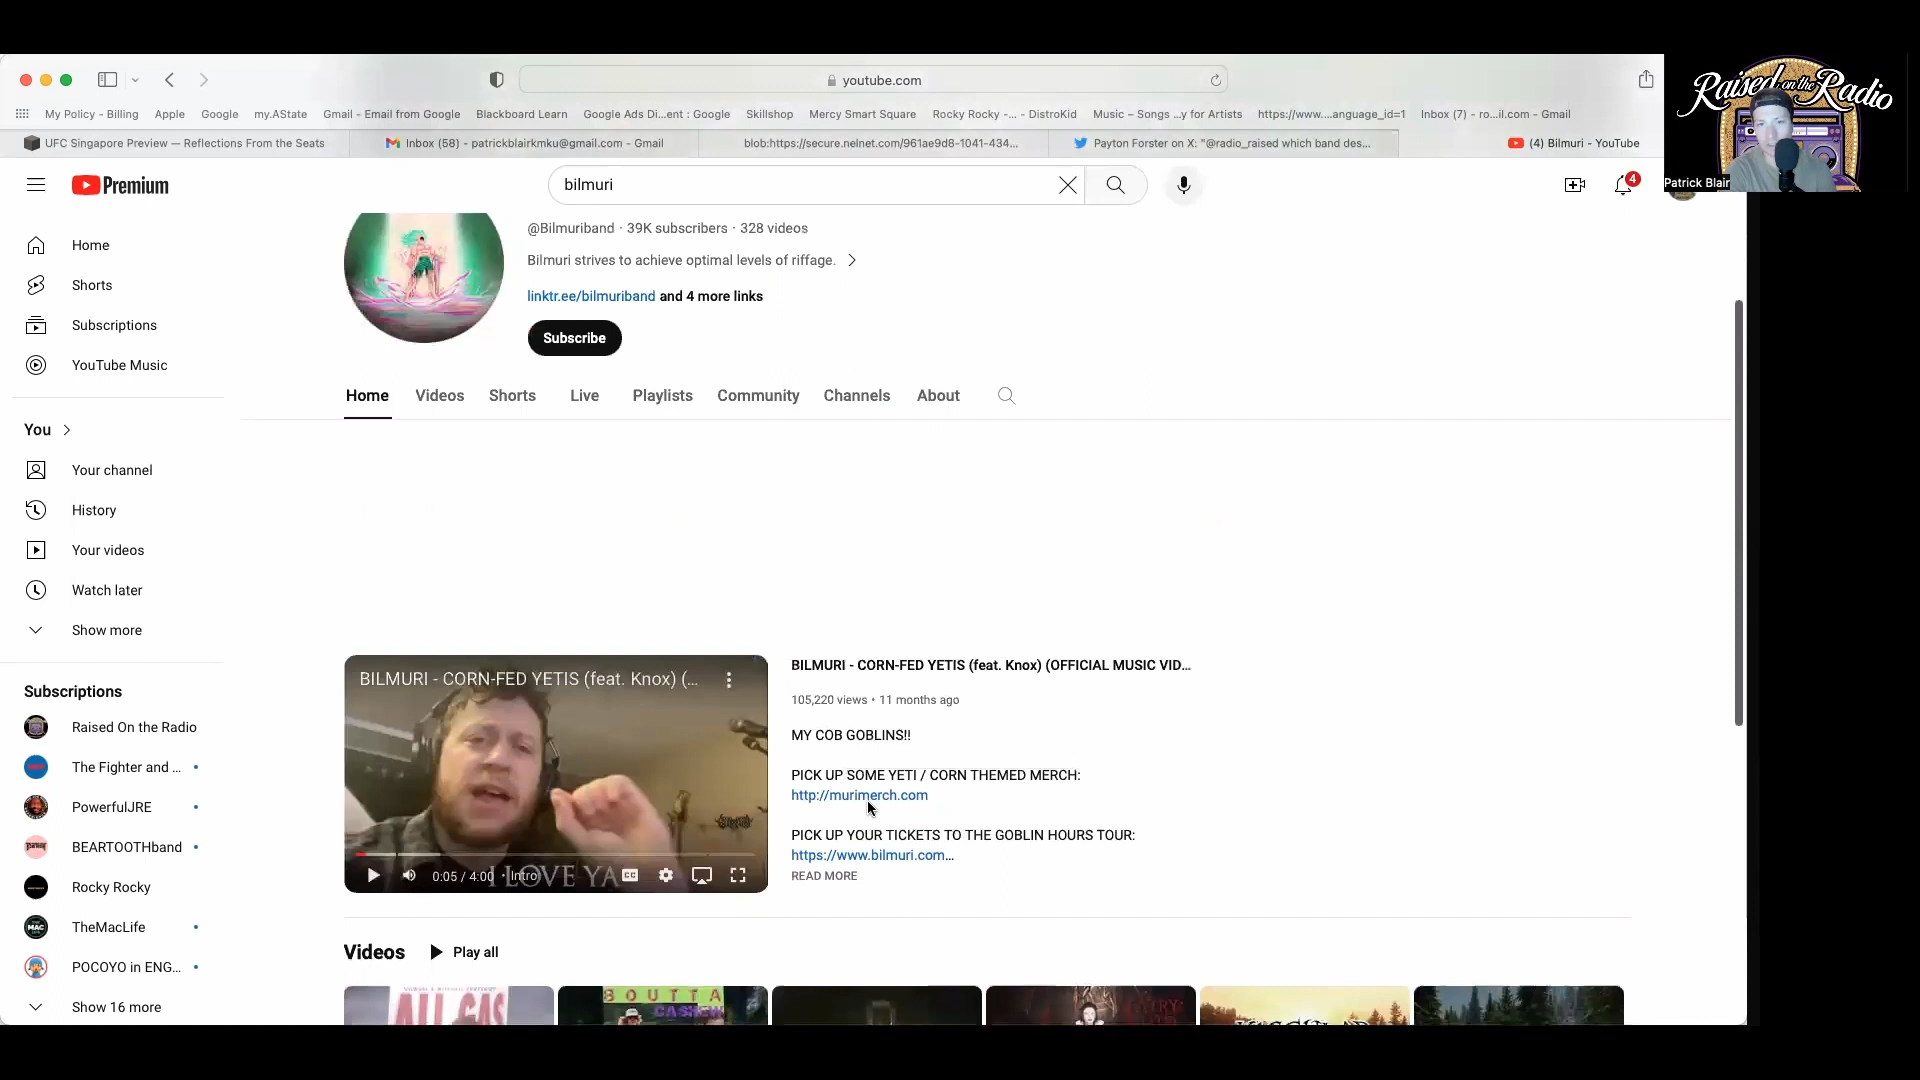 Raised on the Radio
youtube.com
My Policy - Billing
Apple
Google
my.AState
Gmail - Email from Google
Blackboard Learn
Google Ads Di...ent : Google
Skillshop
Mercy Smart Square
Rocky Rocky -... - DistroKid
Music – Songs ...y for Artists
https://www....anguage_id=1
Inbox (7) - ro...il.com - Gmail
UFC Singapore Preview — Reflections From the Seats
Inbox (58) - patrickblairkmku@gmail.com - Gmail
blob:https://secure.nelnet.com/961ae9d8-1041-434...
Payton Forster on X: "@radio_raised which band des...
(4) Bilmuri - YouTube
Patrick Blair
Premium
bilmuri
4
@Bilmuriband · 39K subscribers · 328 videos
Bilmuri strives to achieve optimal levels of riffage.
linktr.ee/bilmuriband and 4 more links
Subscribe
Home
Videos
Shorts
Live
Playlists
Community
Channels
About
Home
Shorts
Subscriptions
YouTube Music
You
Your channel
History
Your videos
Watch later
Show more
Subscriptions
Raised On the Radio
The Fighter and ...
PowerfulJRE
BEARTOOTHband
Rocky Rocky
TheMacLife
POCOYO in ENG...
Show 16 more
BILMURI - CORN-FED YETIS (feat. Knox) (...
I LOVE YA
0:05 / 4:00 · Intro
CC
BILMURI - CORN-FED YETIS (feat. Knox) (OFFICIAL MUSIC VID...
105,220 views · 11 months ago
MY COB GOBLINS!!
PICK UP SOME YETI / CORN THEMED MERCH:
http://murimerch.com
PICK UP YOUR TICKETS TO THE GOBLIN HOURS TOUR:
https://www.bilmuri.com...
READ MORE
Videos
Play all
ALL GAS
BOUTTA
CASHEW